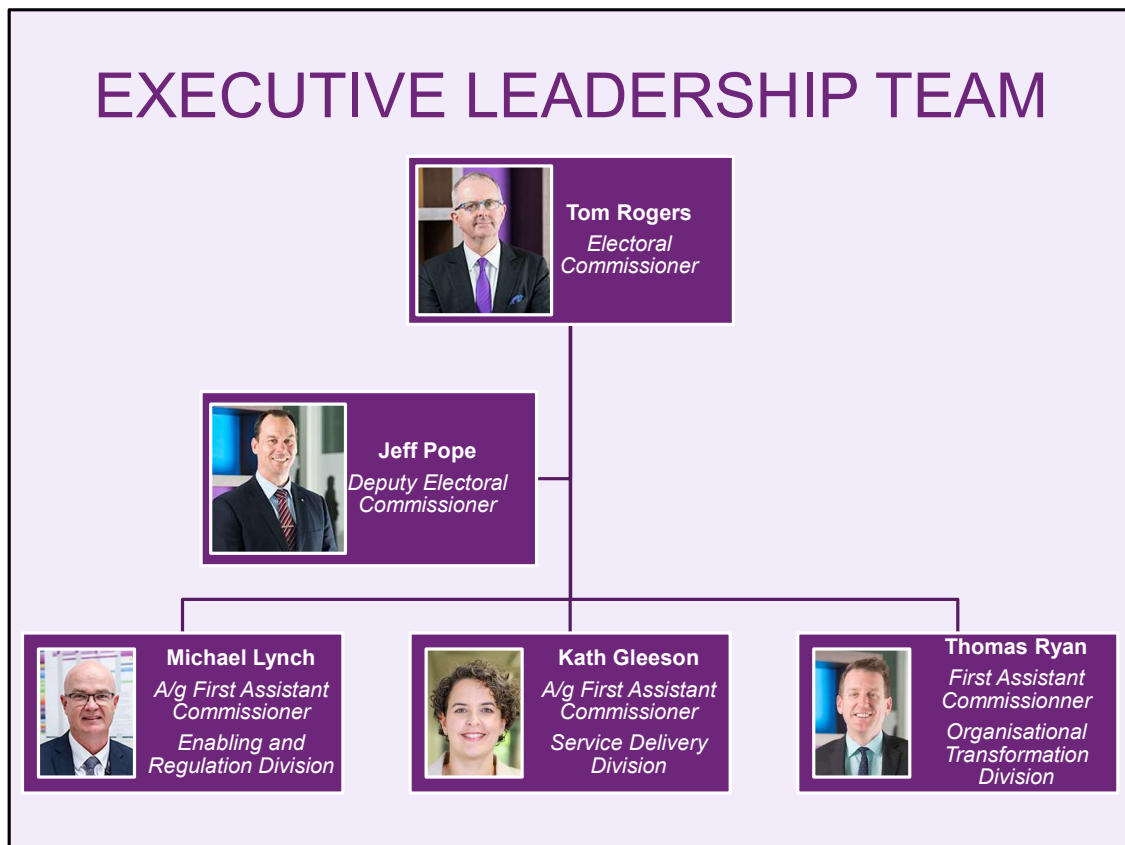 EXECUTIVE LEADERSHIP TEAM
Tom Rogers
Electoral
Commissioner
Jeff Pope
Deputy Electoral
Commissioner
Michael Lynch
A/g First Assistant
Commissioner
Enabling and
Regulation Division
Kath Gleeson
A/g First Assistant
Commissioner
Service Delivery
Division
Thomas Ryan
First Assistant
Commissionner
Organisational
Transformation
Division